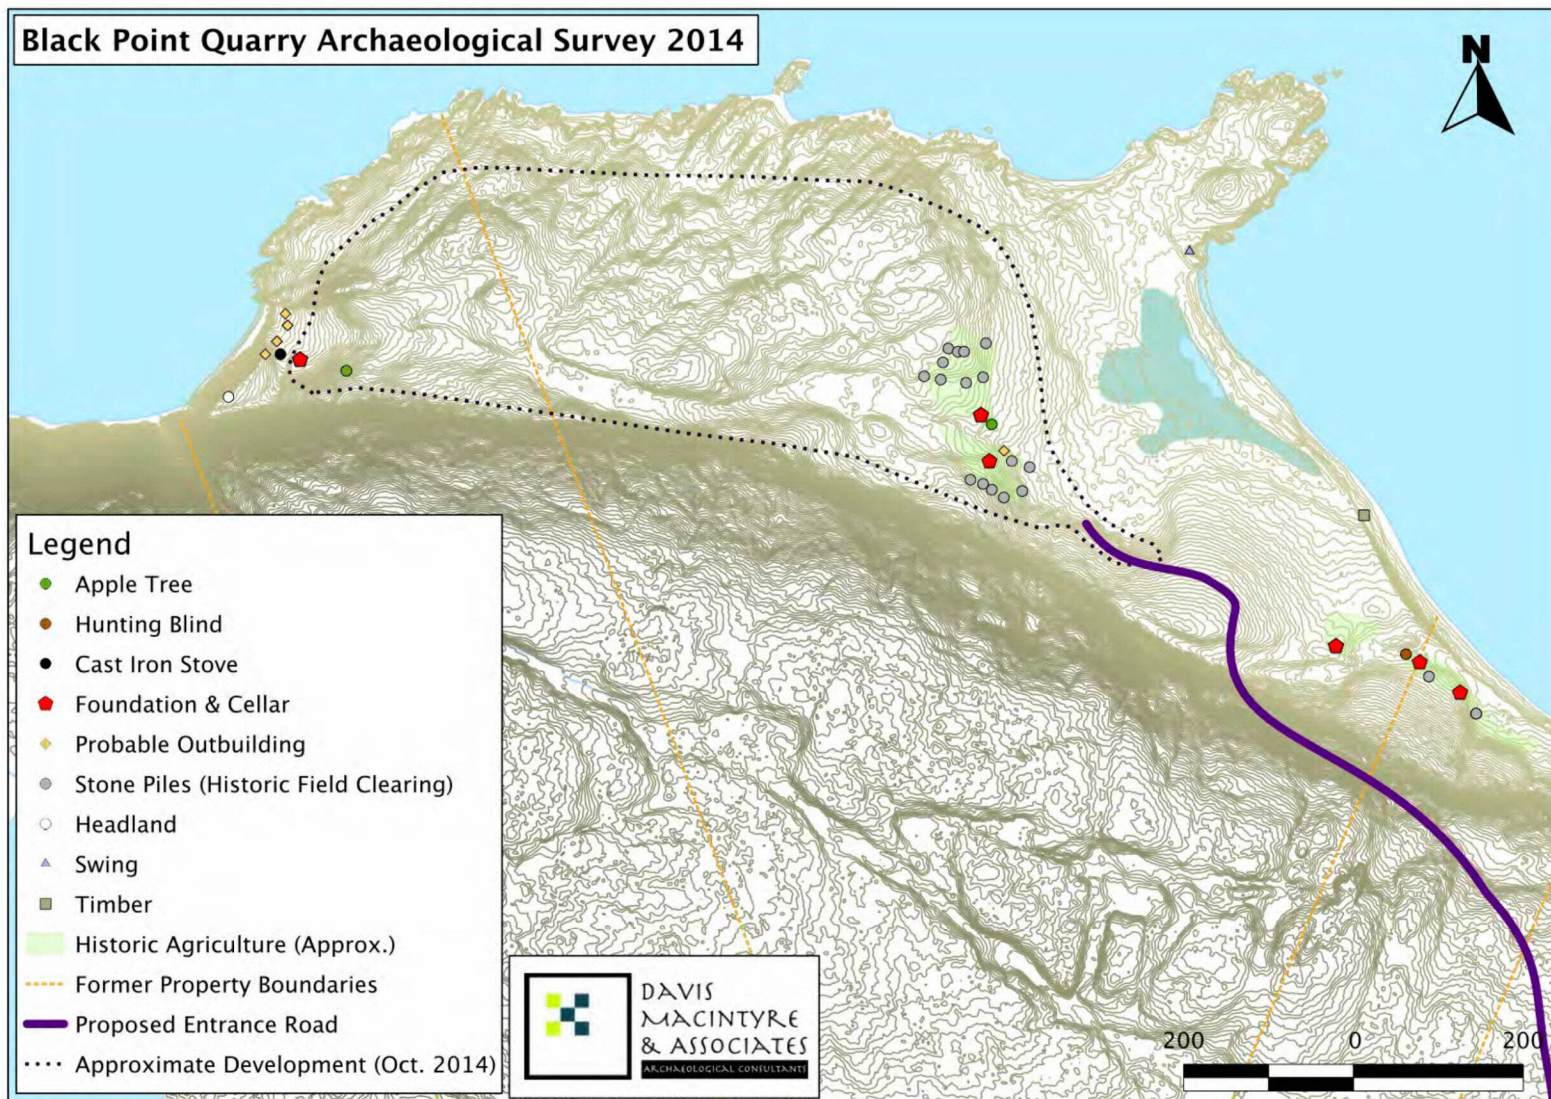 Black Point Quarry Archaeological Survey 2014
N
Legend
Apple Tree
Hunting Blind
Cast Iron Stove
Foundation & Cellar
Probable Outbuilding
Stone Piles (Historic Field Clearing)
Headland
Swing
Timber
Historic Agriculture (Approx.)
Former Property Boundaries
Proposed Entrance Road
Approximate Development (Oct. 2014)
DAVIS
MACINTYRE
& ASSOCIATES
ARCHAEOLOGICAL CONSULTANTS
200 0 200